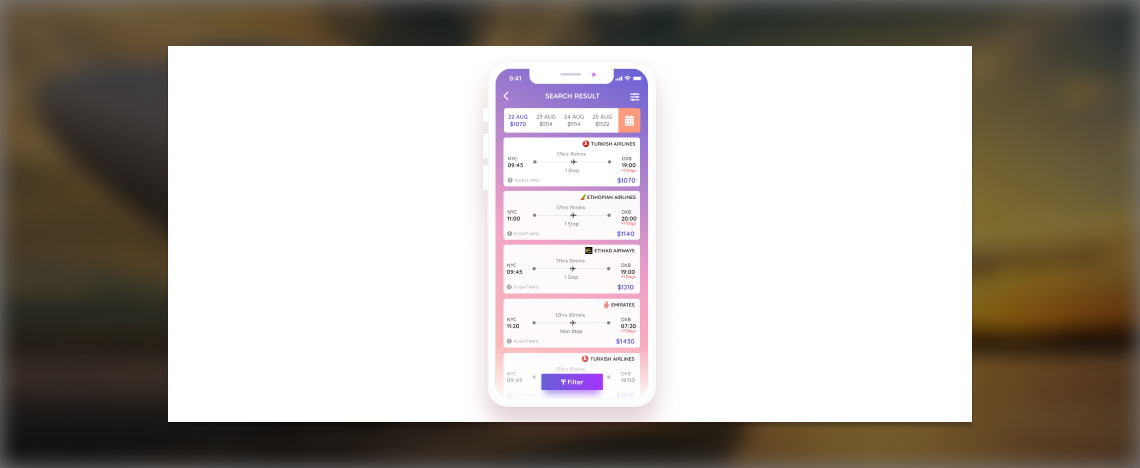 9:41
SEARCH RESULT
22 AUG 23 AUG 24 AUG 25 AUG
$1070 $1104 $1114 $1122
TURKISH AIRLINES
17hrs 15mins
NYC DXB
09:45 19:00
+1 Days
1 Stop
FLIGHT INFO $1070
ETHIOPIAN AIRLINES
17hrs 15mins
NYC DXB
11:00 20:00
+1 Days
1 Stop
FLIGHT INFO $1140
ETIHAD AIRWAYS
17hrs 15mins
NYC DXB
09:45 19:00
+1 Days
1 Stop
FLIGHT INFO $1210
EMIRATES
12hrs 30mins
NYC DXB
11:20 07:20
+1 Days
Non Stop
FLIGHT INFO $1430
TURKISH AIRLINES
17hrs 15mins
NYC DXB
09:45 19:00
Filter
$1070